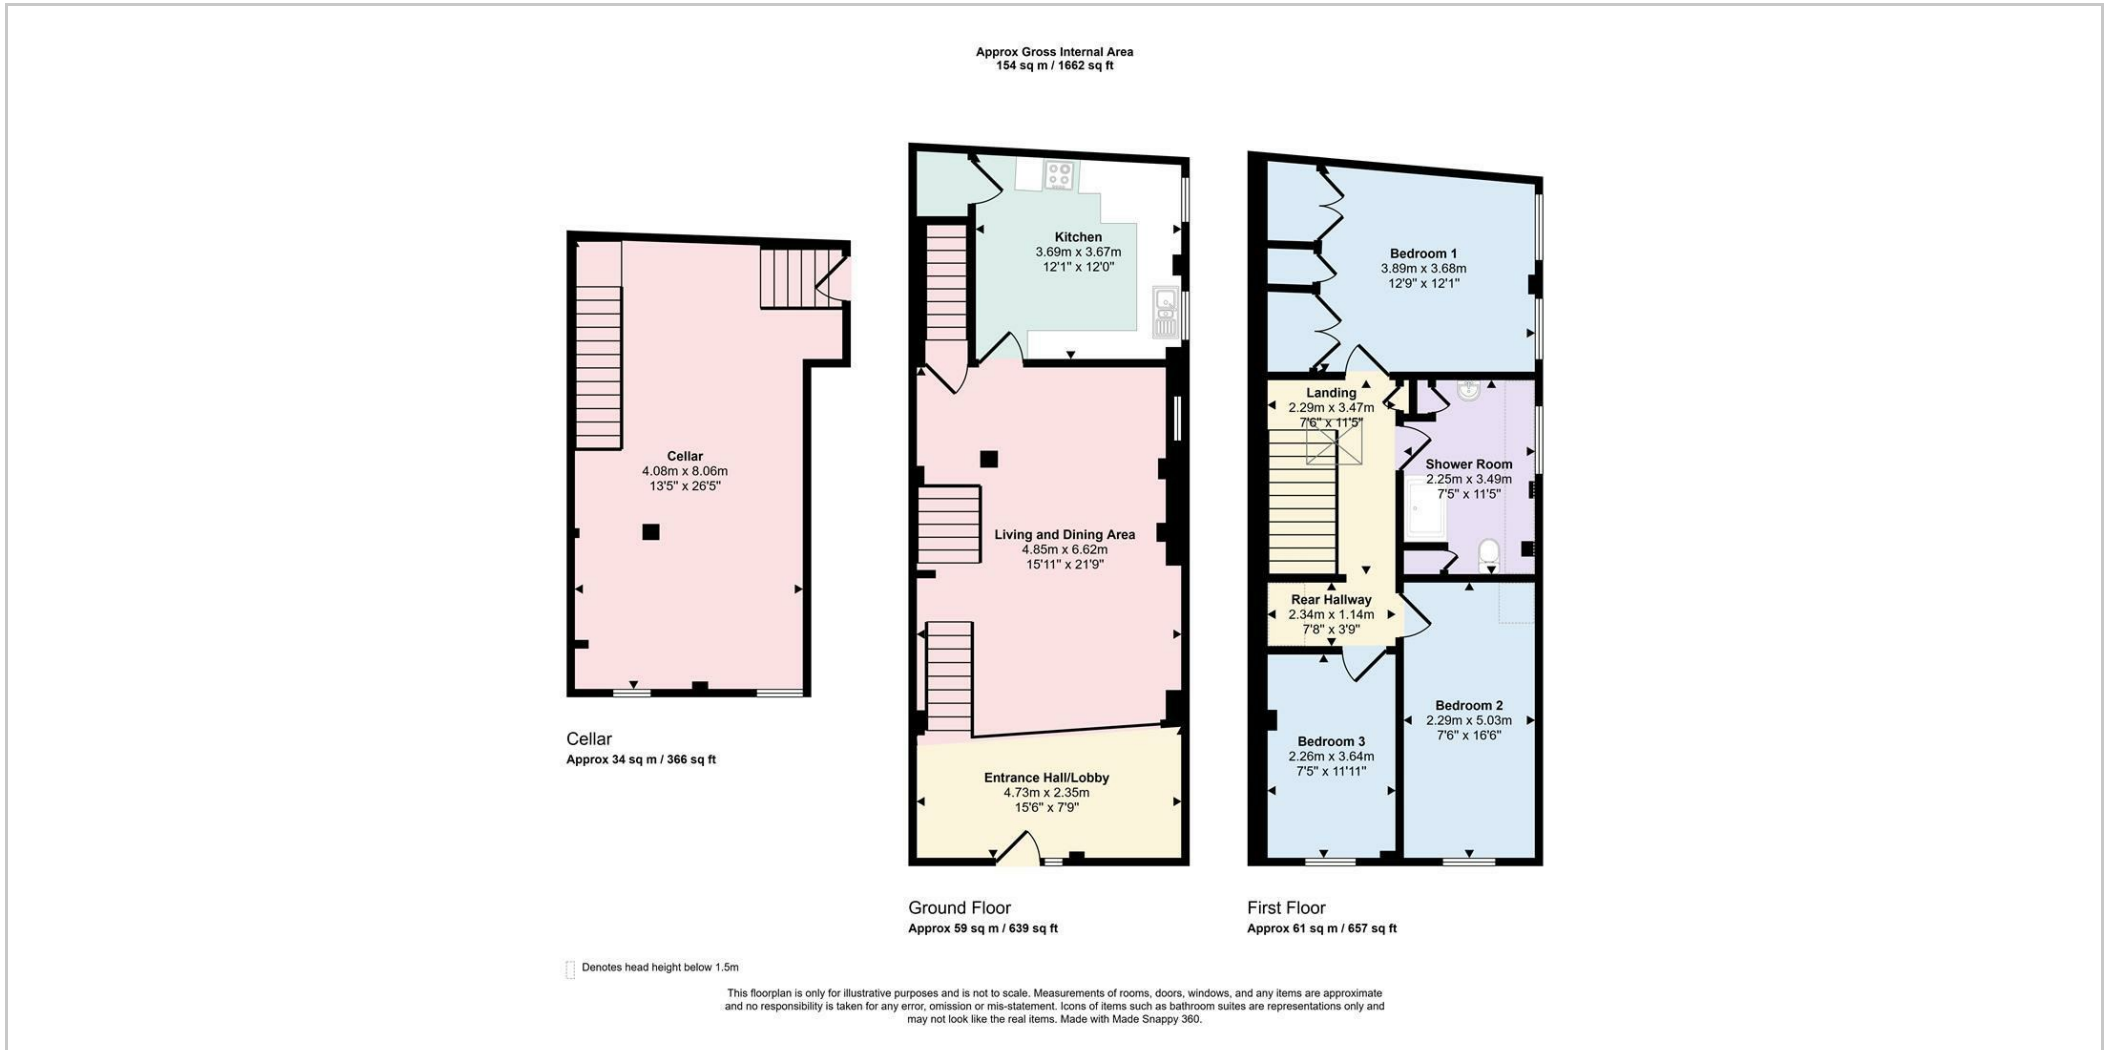 Approx Gross Internal Area
154 sq m / 1662 sq ft
Cellar
4.08m x 8.06m
13'5" x 26'5"
Cellar
Approx 34 sq m / 366 sq ft
Kitchen
3.69m x 3.67m
12'1" x 12'0"
Living and Dining Area
4.85m x 6.62m
15'11" x 21'9"
Entrance Hall/Lobby
4.73m x 2.35m
15'6" x 7'9"
Ground Floor
Approx 59 sq m / 639 sq ft
Bedroom 1
3.89m x 3.68m
12'9" x 12'1"
Landing
2.29m x 3.47m
7'6" x 11'5"
Shower Room
2.25m x 3.49m
7'5" x 11'5"
Rear Hallway
2.34m x 1.14m
7'8" x 3'9"
Bedroom 2
2.29m x 5.03m
7'6" x 16'6"
Bedroom 3
2.26m x 3.64m
7'5" x 11'11"
First Floor
Approx 61 sq m / 657 sq ft
Denotes head height below 1.5m
This floorplan is only for illustrative purposes and is not to scale. Measurements of rooms, doors, windows, and any items are approximate
and no responsibility is taken for any error, omission or mis-statement. Icons of items such as bathroom suites are representations only and
may not look like the real items. Made with Made Snappy 360.